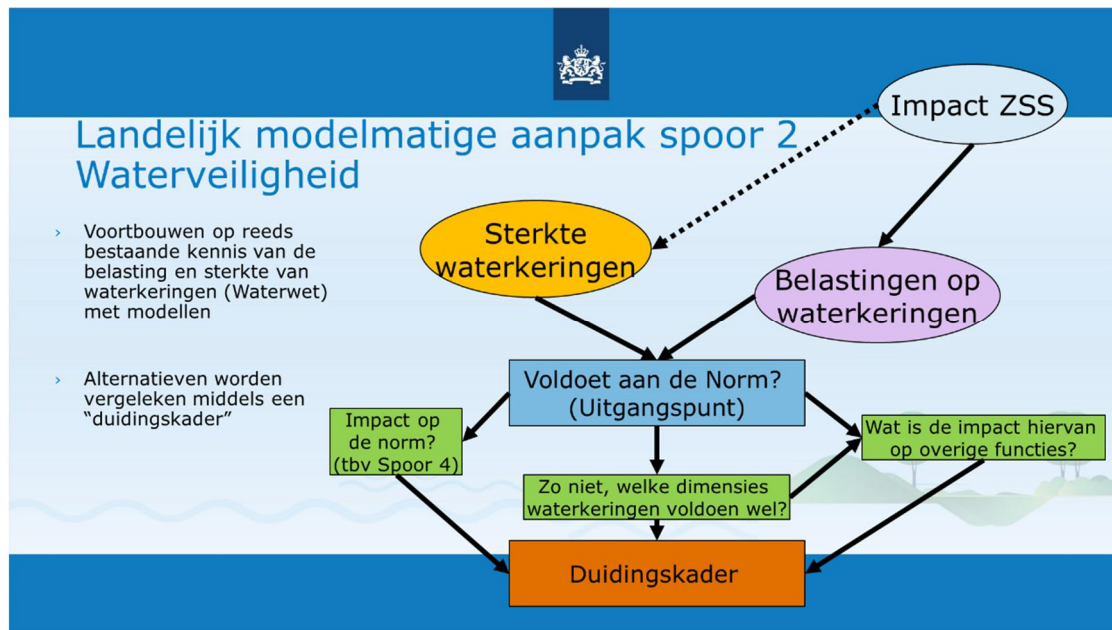 Landelijk modelmatige aanpak spoor 2
Waterveiligheid
› Voortbouwen op reeds
bestaande kennis van de
belasting en sterkte van
waterkeringen (Waterwet)
met modellen
› Alternatieven worden
vergeleken middels een
“duidingskader”
Impact ZSS
Sterkte
waterkeringen
Belastingen op
waterkeringen
Voldoet aan de Norm?
(Uitgangspunt)
Impact op
de norm?
(tbv Spoor 4)
Wat is de impact hiervan
op overige functies?
Zo niet, welke dimensies
waterkeringen voldoen wel?
Duidingskader